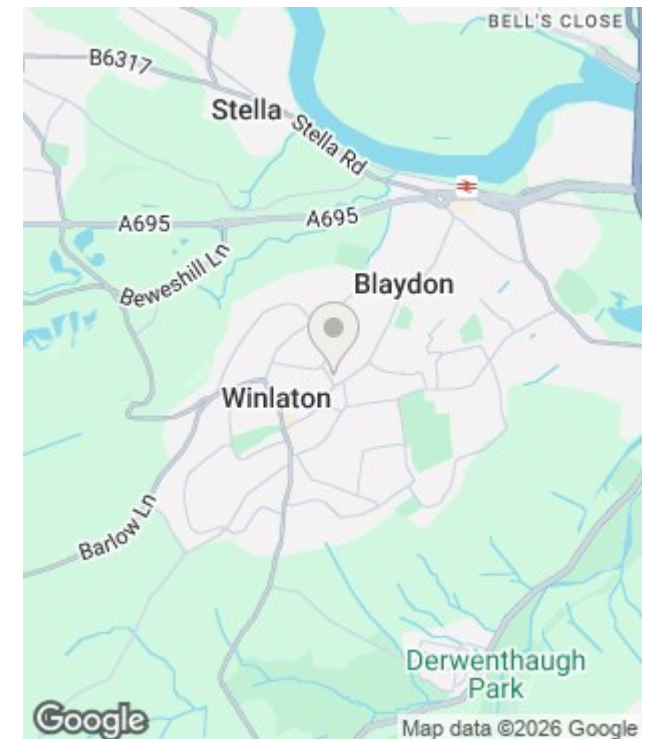 BELL'S CLOSE
B6317
Stella
Stella Rd
A695
A695
Beweshill Ln
Blaydon
Winlaton
Barlow Ln
Derwenthaugh
Park
Google
Map data ©2026 Google